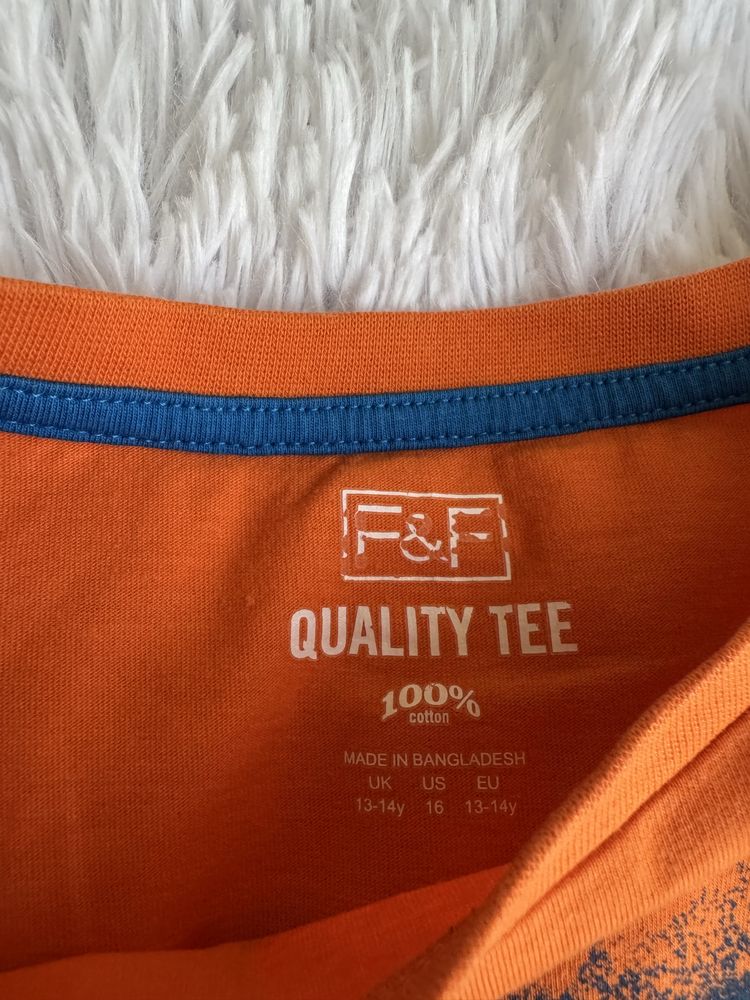 F&F
QUALITY TEE
100%
cotton
MADE IN BANGLADESH
UK US EU
13-14y 16 13-14y